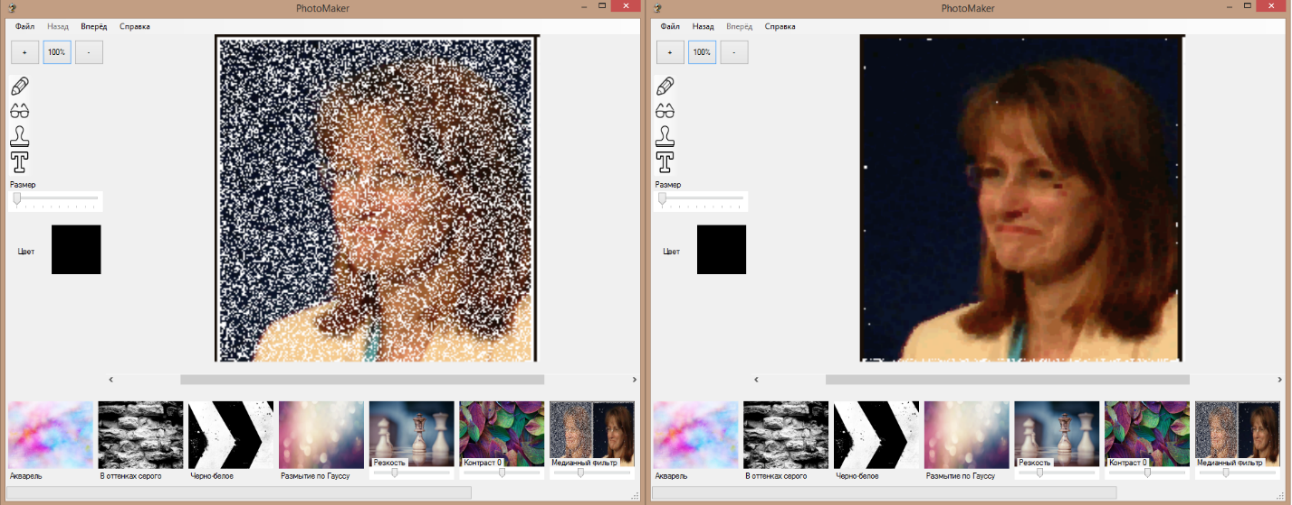 PhotoMaker
Файл Назад Вперёд Справка
+ 100% -
Размер
Цвет
Акварель В оттенках серого Черно-белое Размытие по Гауссу Резкость Контраст 0 Медианный фильтр
PhotoMaker
Файл Назад Вперёд Справка
+ 100% -
Размер
Цвет
Акварель В оттенках серого Черно-белое Размытие по Гауссу Резкость Контраст 0 Медианный фильтр